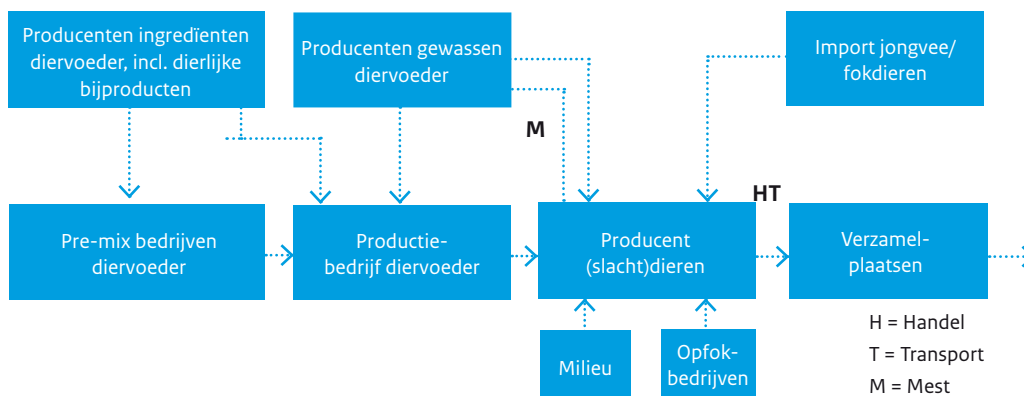 Producenten ingredïenten
diervoeder, incl. dierlijke
bijproducten
Producenten gewassen
diervoeder
Import jongvee/
fokdieren
M
HT
Pre-mix bedrijven
diervoeder
Productie-
bedrijf diervoeder
Producent
(slacht)dieren
Verzamel-
plaatsen
Milieu
Opfok-
bedrijven
H = Handel
T = Transport
M = Mest